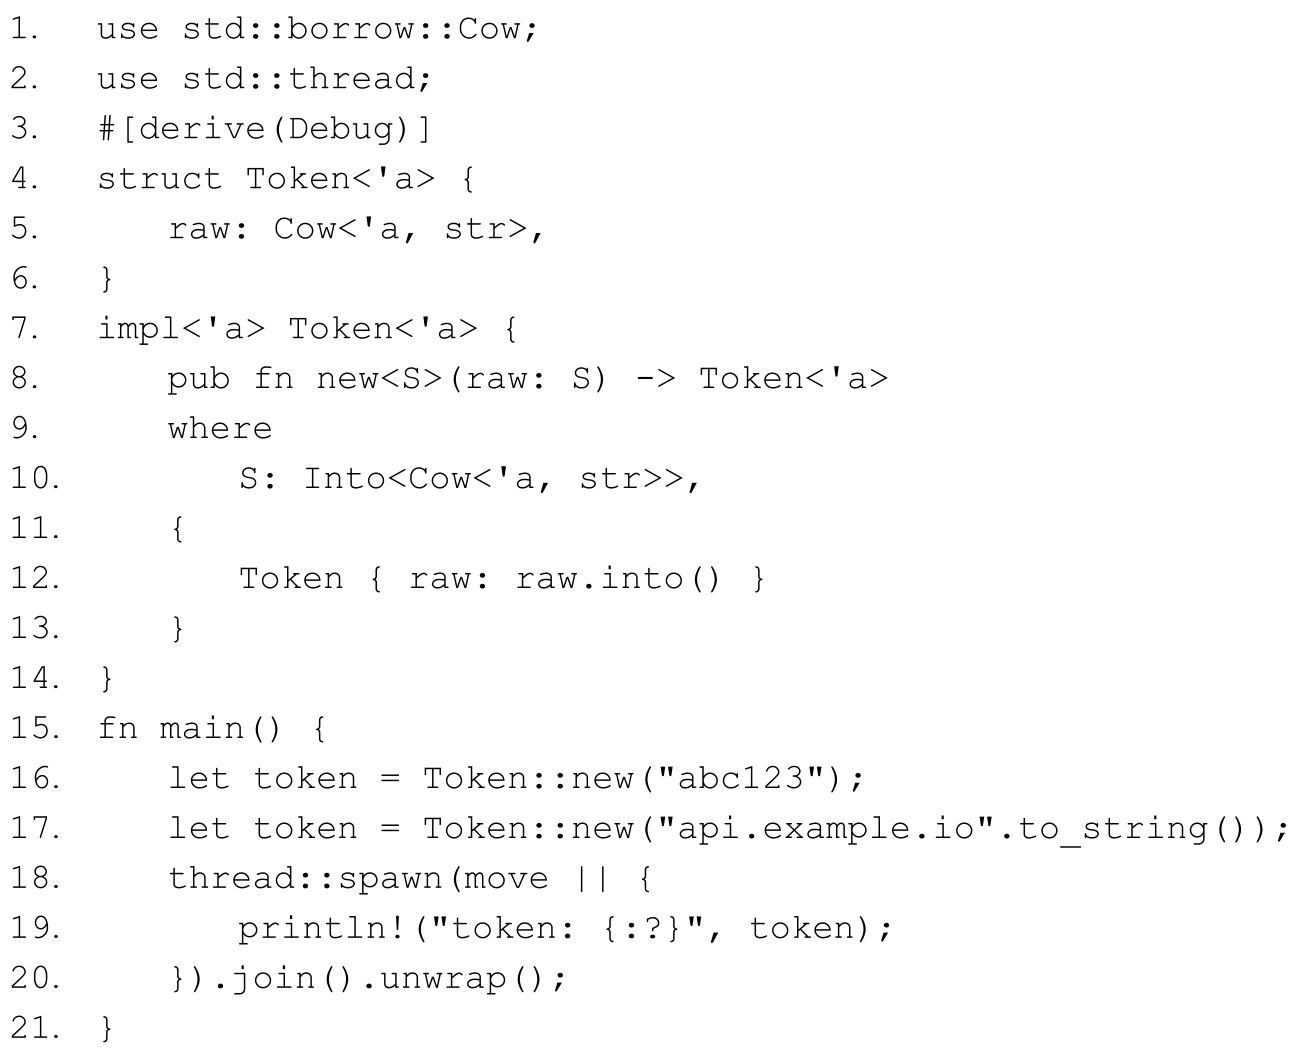 1. use std::borrow::Cow;
2. use std::thread;
3. #[derive(Debug)]
4. struct Token<'a> {
5. raw: Cow<'a, str>,
6. }
7. impl<'a> Token<'a> {
8. pub fn new<S>(raw: S) -> Token<'a>
9. where
10. S: Into<Cow<'a, str>>,
11. {
12. Token { raw: raw.into() }
13. }
14. }
15. fn main() {
16. let token = Token::new("abc123");
17. let token = Token::new("api.example.io".to_string());
18. thread::spawn(move || {
19. println!("token: {:?}", token);
20. }).join().unwrap();
21. }